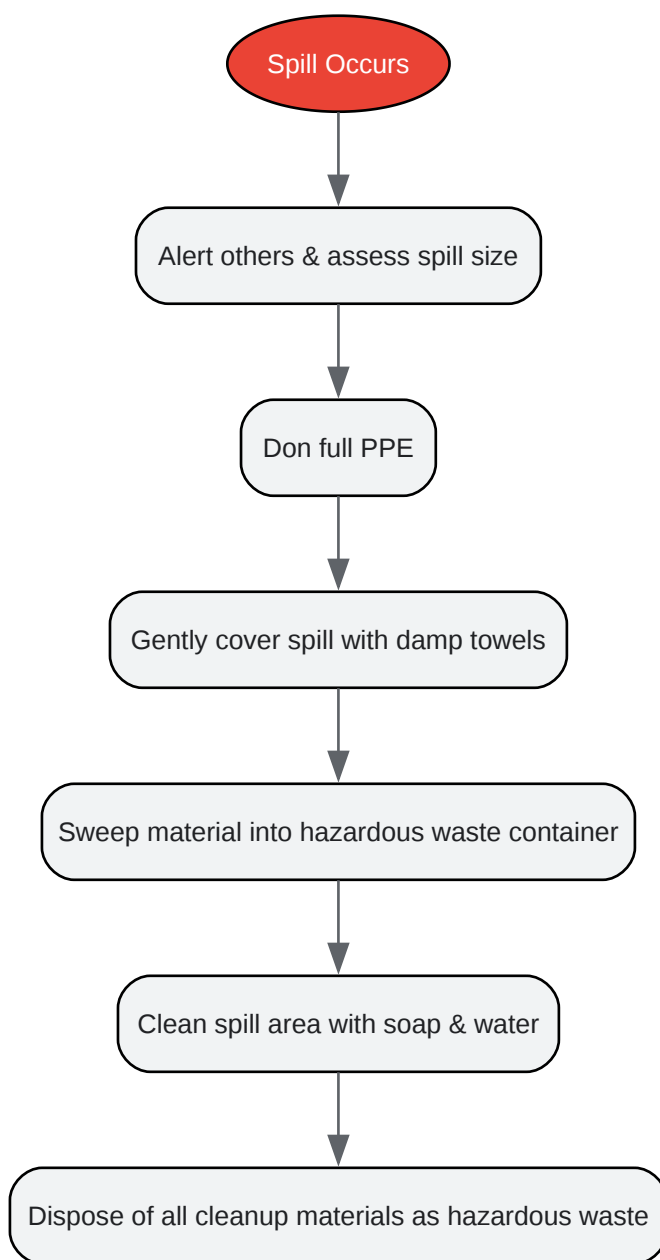 Spill Occurs
Alert others & assess spill size
Don full PPE
Gently cover spill with damp towels
Sweep material into hazardous waste container
Clean spill area with soap & water
Dispose of all cleanup materials as hazardous waste